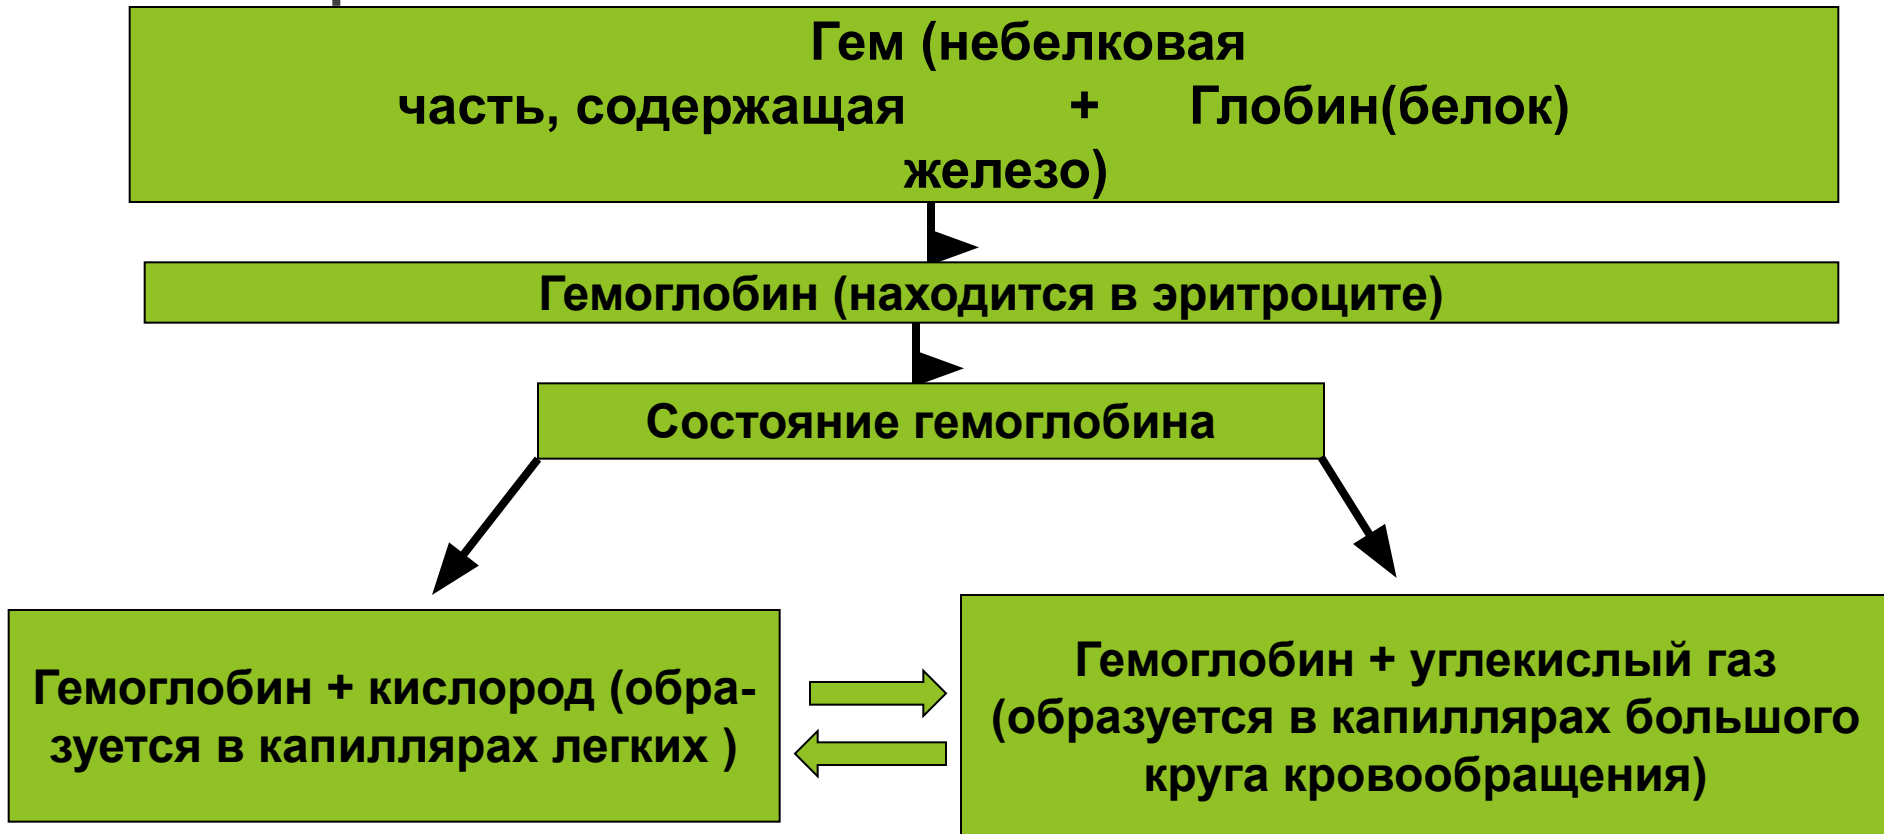 Гем (небелковая
часть, содержащая + Глобин(белок)
железо)
Гемоглобин (находится в эритроците)
Состояние гемоглобина
Гемоглобин + кислород (обра-
зуется в капиллярах легких )
Гемоглобин + углекислый газ
(образуется в капиллярах большого
круга кровообращения)